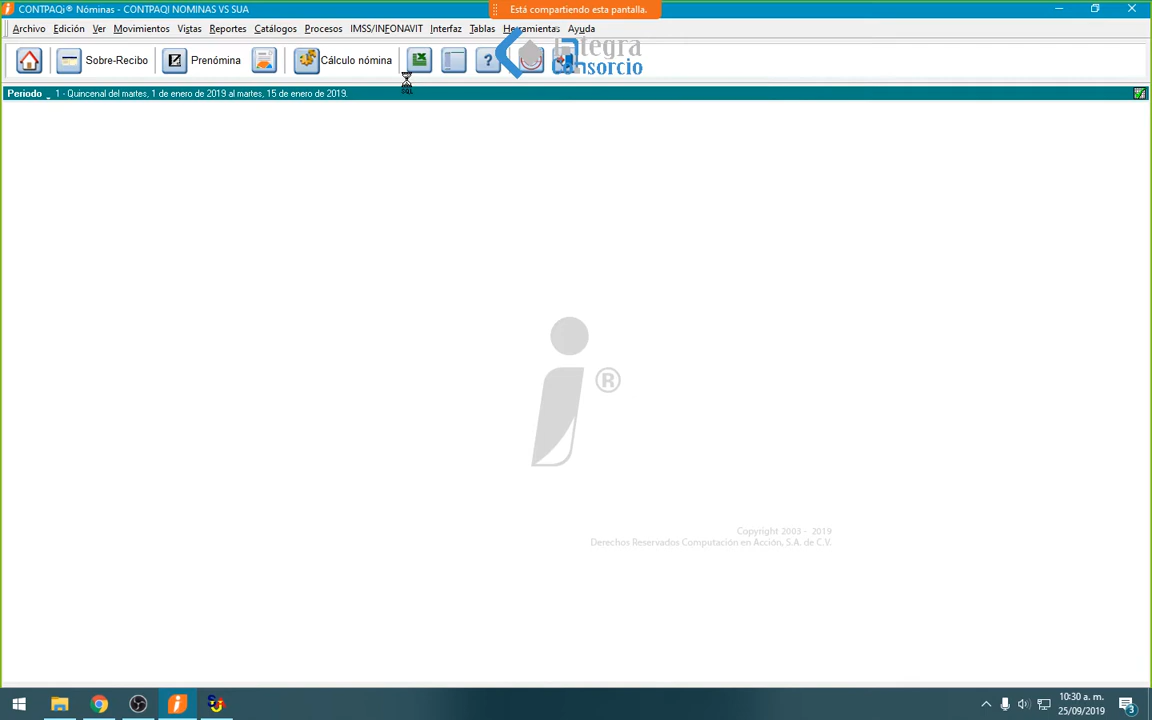 CONTPAQi® Nóminas - CONTPAQI NOMINAS VS SUA
Está compartiendo esta pantalla.
Archivo Edición Ver Movimientos Vistas Reportes Catálogos Procesos IMSS/INFONAVIT Interfaz Tablas Herramientas Ayuda
Sobre-Recibo Prenómina Cálculo nómina
Integra
Consorcio
Periodo 1 - Quincenal del martes, 1 de enero de 2019 al martes, 15 de enero de 2019.
®
Copyright 2003 - 2019
Derechos Reservados Computación en Acción, S.A. de C.V.
10:30 a. m.
25/09/2019
3